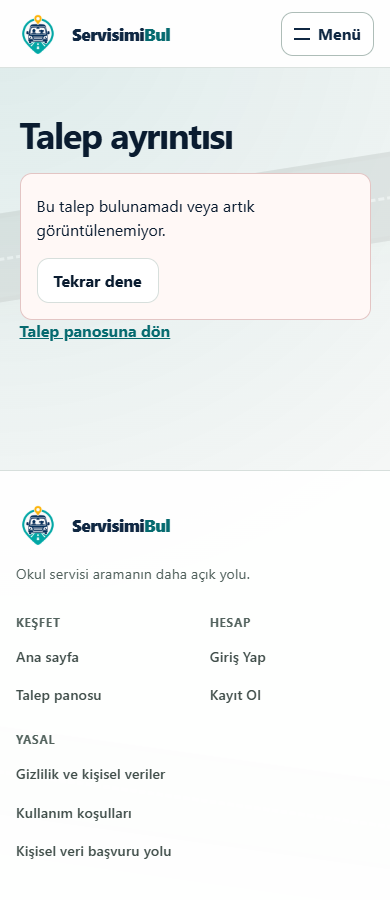 ServisimiBul
Menü
Talep ayrıntısı
Bu talep bulunamadı veya artık
görüntülenemiyor.
Tekrar dene
Talep panosuna dön
ServisimiBul
Okul servisi aramanın daha açık yolu.
KEŞFET
Ana sayfa
Talep panosu
HESAP
Giriş Yap
Kayıt Ol
YASAL
Gizlilik ve kişisel veriler
Kullanım koşulları
Kişisel veri başvuru yolu